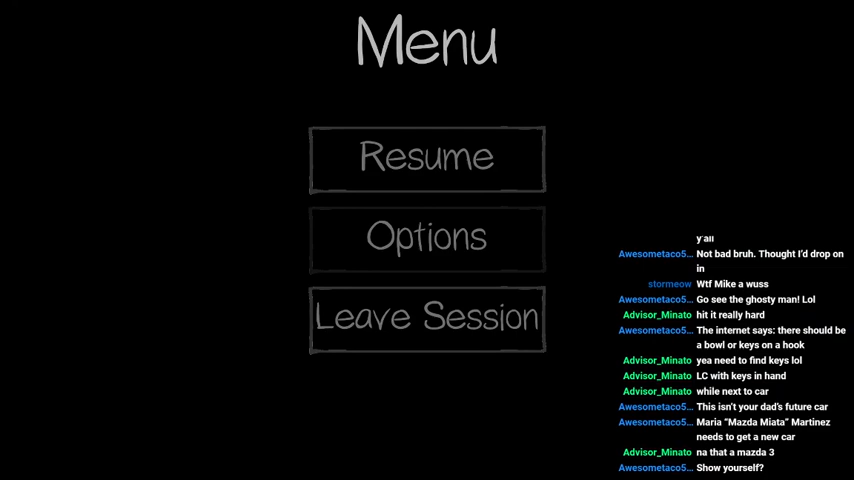 Menu
Resume
Options
Leave Session
y'all
Awesometaco5... Not bad bruh. Thought I'd drop on
in
stormeow Wtf Mike a wuss
Awesometaco5... Go see the ghosty man! Lol
Advisor_Minato hit it really hard
Awesometaco5... The internet says: there should be
a bowl or keys on a hook
Advisor_Minato yea need to find keys lol
Advisor_Minato LC with keys in hand
Advisor_Minato while next to car
Awesometaco5... This isn't your dad's future car
Awesometaco5... Maria “Mazda Miata” Martinez
needs to get a new car
Advisor_Minato na that a mazda 3
Awesometaco5... Show yourself?